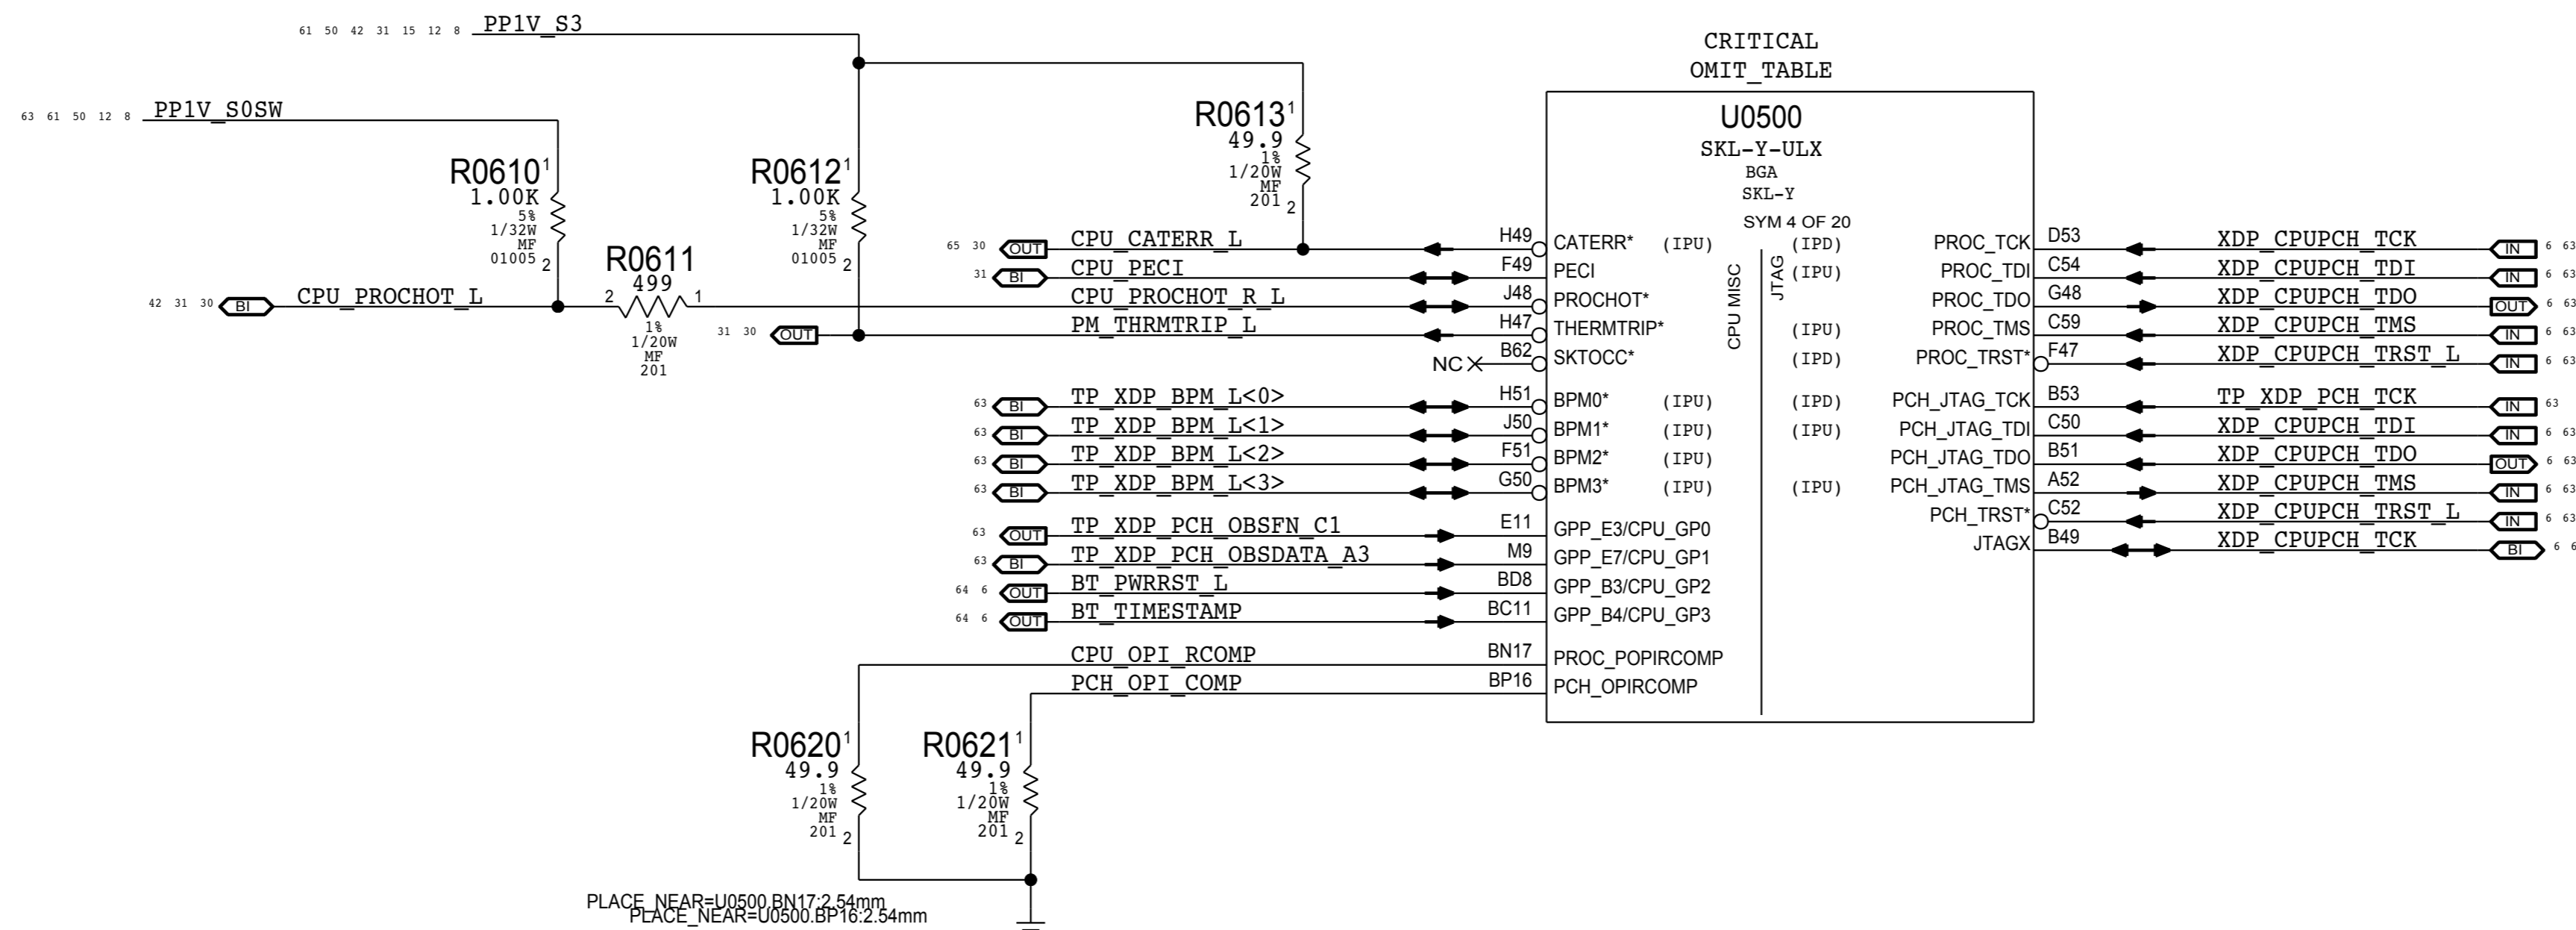 61 50 42 31 15 12 8 PP1V_S3
63 61 50 12 8 PP1V_S0SW
R0610 1
1.00K
5%
1/32W
MF
01005 2
R0611
2 499 1
1%
1/20W
MF
201
R0612 1
1.00K
5%
1/32W
MF
01005 2
R0613 1
49.9
1%
1/20W
MF
201 2
42 31 30 BI CPU_PROCHOT_L
CRITICAL
OMIT_TABLE
U0500
SKL-Y-ULX
BGA
SKL-Y
SYM 4 OF 20
CPU MISC
JTAG
65 30 OUT CPU_CATERR_L H49 CATERR* (IPU)
31 BI CPU_PECI F49 PECI
CPU_PROCHOT_R_L J48 PROCHOT*
31 30 OUT PM_THRMTRIP_L H47 THERMTRIP*
NC B62 SKTOCC*
63 BI TP_XDP_BPM_L<0> H51 BPM0* (IPU)
63 BI TP_XDP_BPM_L<1> J50 BPM1* (IPU)
63 BI TP_XDP_BPM_L<2> F51 BPM2* (IPU)
63 BI TP_XDP_BPM_L<3> G50 BPM3* (IPU)
63 OUT TP_XDP_PCH_OBSFN_C1 E11 GPP_E3/CPU_GP0
63 BI TP_XDP_PCH_OBSDATA_A3 M9 GPP_E7/CPU_GP1
64 6 OUT BT_PWRRST_L BD8 GPP_B3/CPU_GP2
64 6 OUT BT_TIMESTAMP BC11 GPP_B4/CPU_GP3
CPU_OPI_RCOMP BN17 PROC_POPIRCOMP
PCH_OPI_COMP BP16 PCH_OPIRCOMP
(IPD) PROC_TCK D53 XDP_CPUPCH_TCK IN 6 63
(IPU) PROC_TDI C54 XDP_CPUPCH_TDI IN 6 63
PROC_TDO G48 XDP_CPUPCH_TDO OUT 6 63
(IPU) PROC_TMS C59 XDP_CPUPCH_TMS IN 6 63
(IPD) PROC_TRST* F47 XDP_CPUPCH_TRST_L IN 6 63
(IPD) PCH_JTAG_TCK B53 TP_XDP_PCH_TCK IN 63
(IPU) PCH_JTAG_TDI C50 XDP_CPUPCH_TDI IN 6 63
PCH_JTAG_TDO B51 XDP_CPUPCH_TDO OUT 6 63
(IPU) PCH_JTAG_TMS A52 XDP_CPUPCH_TMS IN 6 63
PCH_TRST* C52 XDP_CPUPCH_TRST_L IN 6 63
JTAGX B49 XDP_CPUPCH_TCK BI 6
R0620 1
49.9
1%
1/20W
MF
201 2
R0621 1
49.9
1%
1/20W
MF
201 2
PLACE_NEAR=U0500.BN17:2.54mm
PLACE_NEAR=U0500.BP16:2.54mm